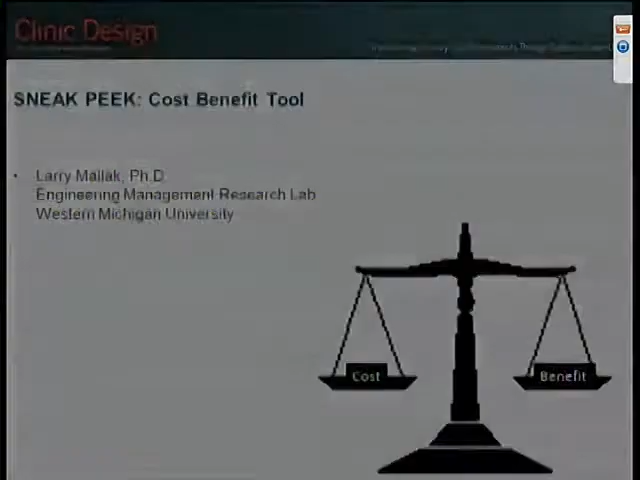 Clinic Design
SNEAK PEEK: Cost Benefit Tool
• Larry Mallak, Ph.D.
Engineering Management Research Lab
Western Michigan University
Cost
Benefit